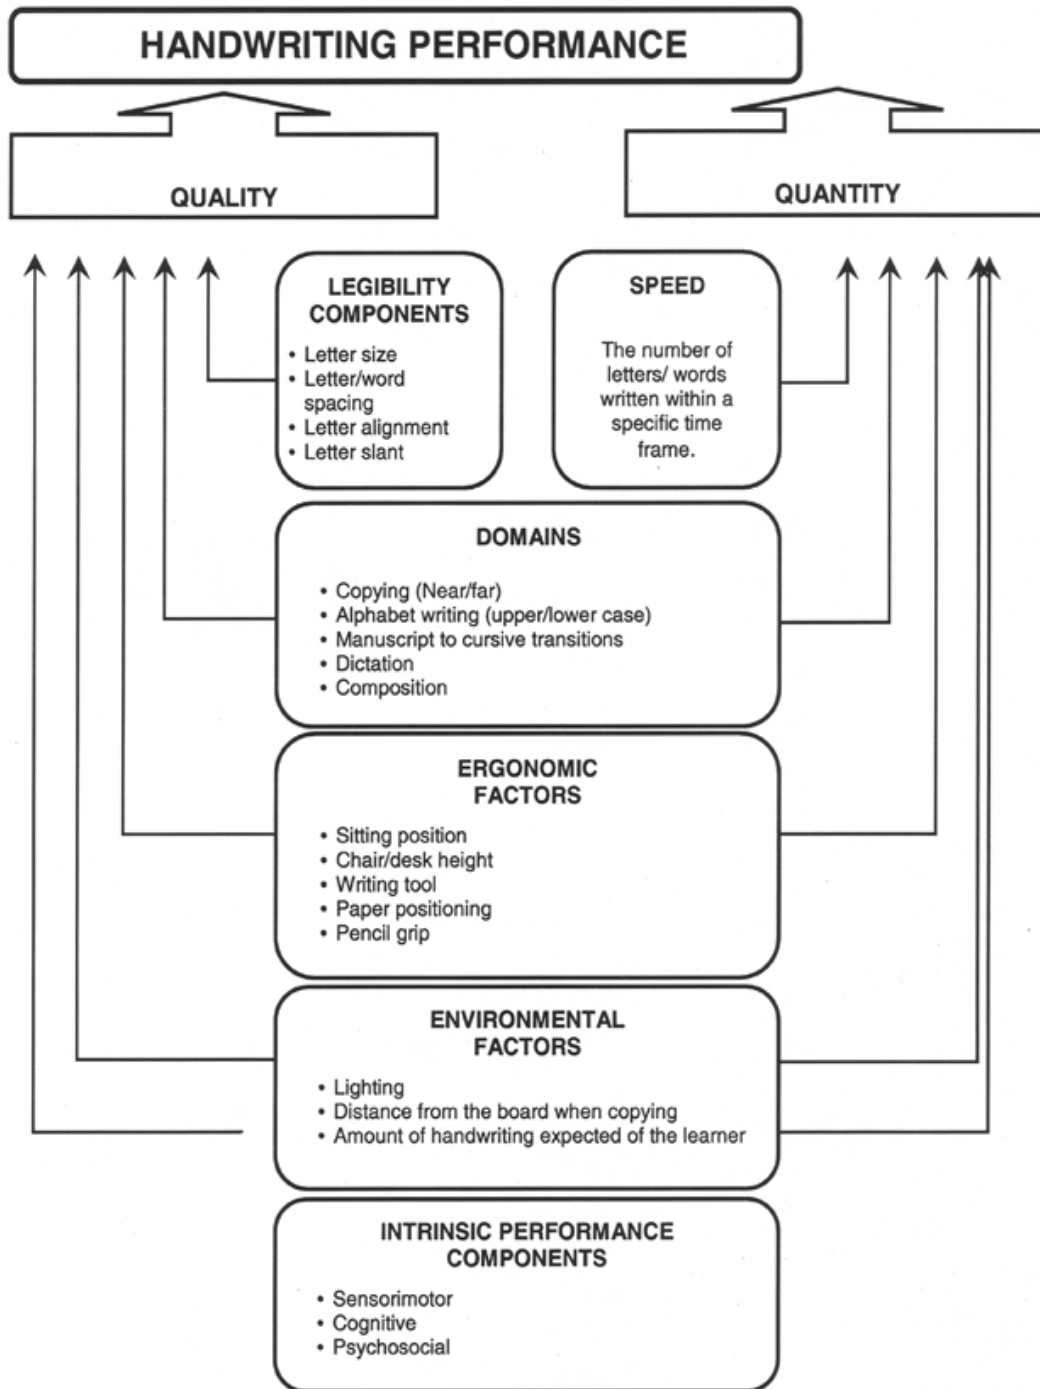 HANDWRITING PERFORMANCE
QUALITY
QUANTITY
LEGIBILITY
COMPONENTS
• Letter size
• Letter/word
spacing
• Letter alignment
• Letter slant
SPEED
The number of
letters/ words
written within a
specific time
frame.
DOMAINS
• Copying (Near/far)
• Alphabet writing (upper/lower case)
• Manuscript to cursive transitions
• Dictation
• Composition
ERGONOMIC
FACTORS
• Sitting position
• Chair/desk height
• Writing tool
• Paper positioning
• Pencil grip
ENVIRONMENTAL
FACTORS
• Lighting
• Distance from the board when copying
• Amount of handwriting expected of the learner
INTRINSIC PERFORMANCE
COMPONENTS
• Sensorimotor
• Cognitive
• Psychosocial